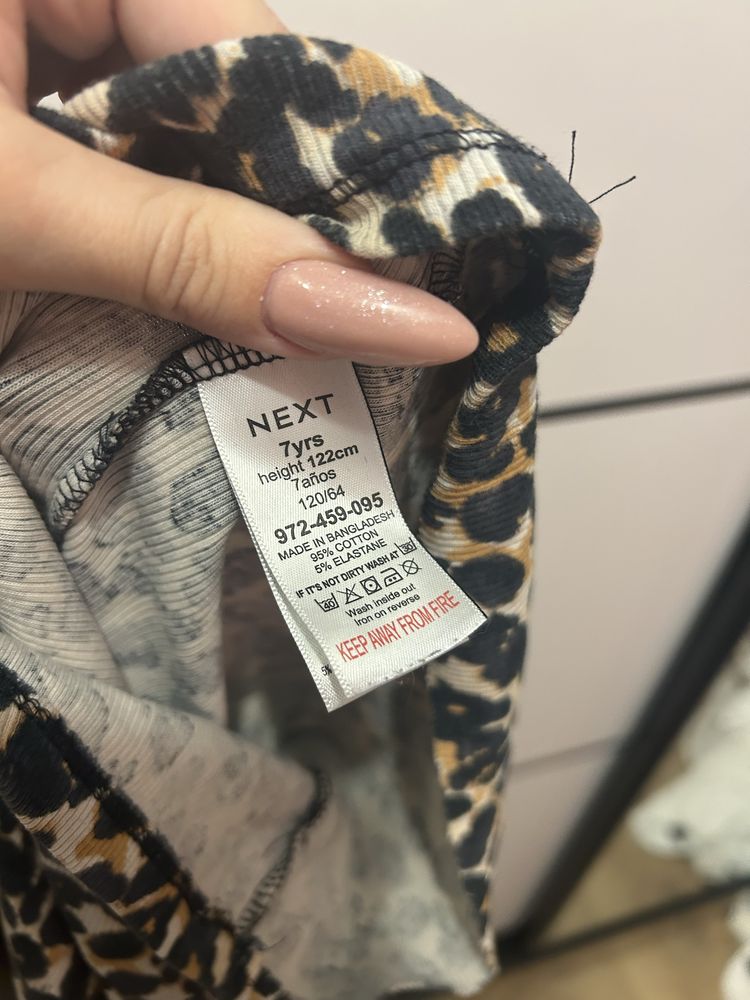 NEXT
7yrs
height 122cm
7años
120/64
972-459-095
MADE IN BANGLADESH
95% COTTON
5% ELASTANE
IF IT'S NOT DIRTY WASH AT 30
40
Wash inside out
Iron on reverse
KEEP AWAY FROM FIRE